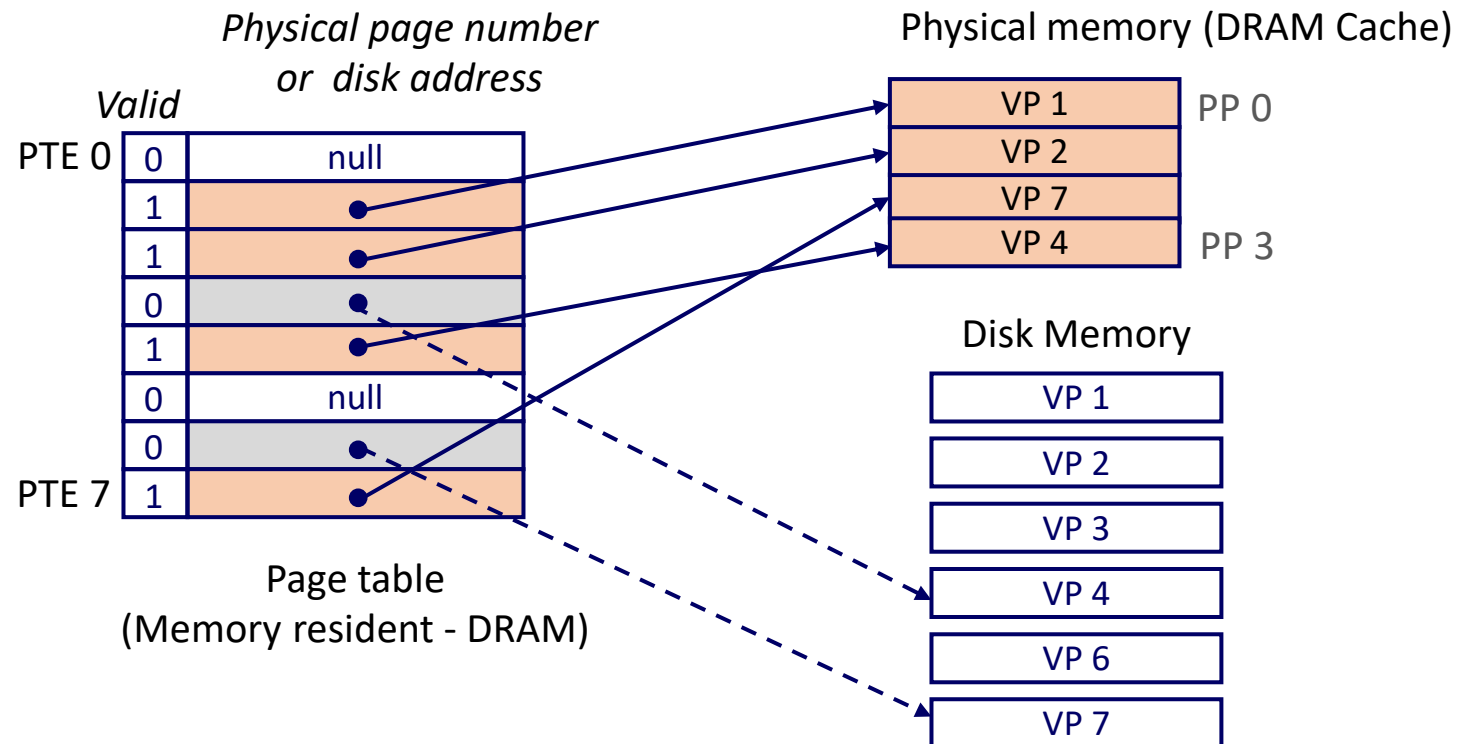 Physical page number
or disk address
Valid
PTE 0
0
null
1
1
0
1
0
null
0
PTE 7
1
Page table
(Memory resident - DRAM)
Physical memory (DRAM Cache)
VP 1
PP 0
VP 2
VP 7
VP 4
PP 3
Disk Memory
VP 1
VP 2
VP 3
VP 4
VP 6
VP 7